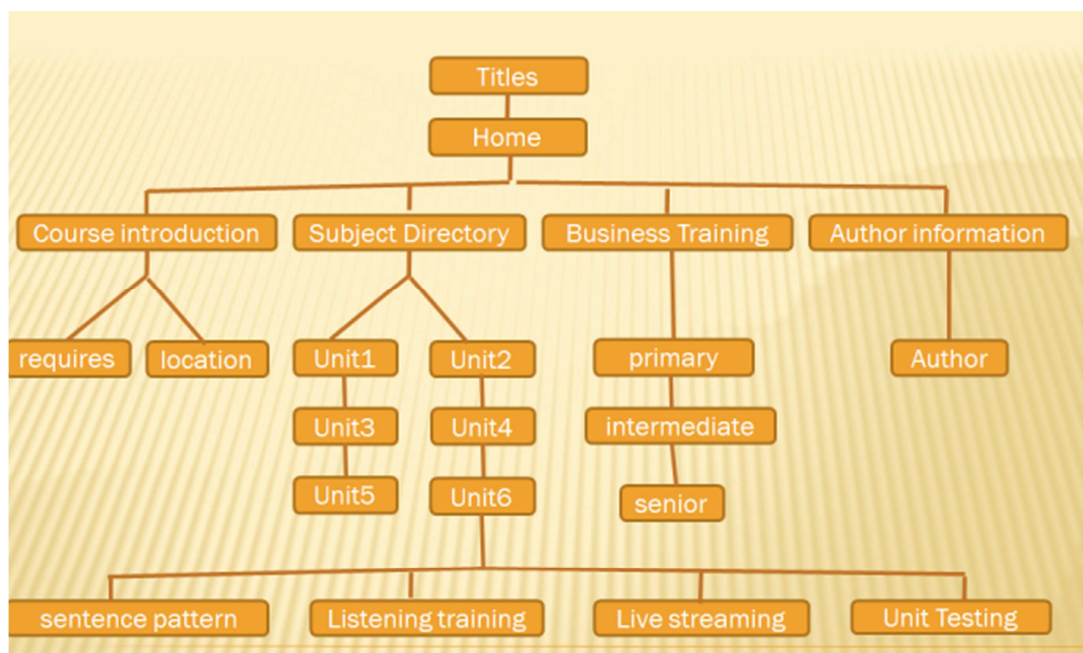 Titles
Home
Course introduction
Subject Directory
Business Training
Author information
requires
location
Unit1
Unit2
primary
Author
Unit3
Unit4
intermediate
Unit5
Unit6
senior
sentence pattern
Listening training
Live streaming
Unit Testing